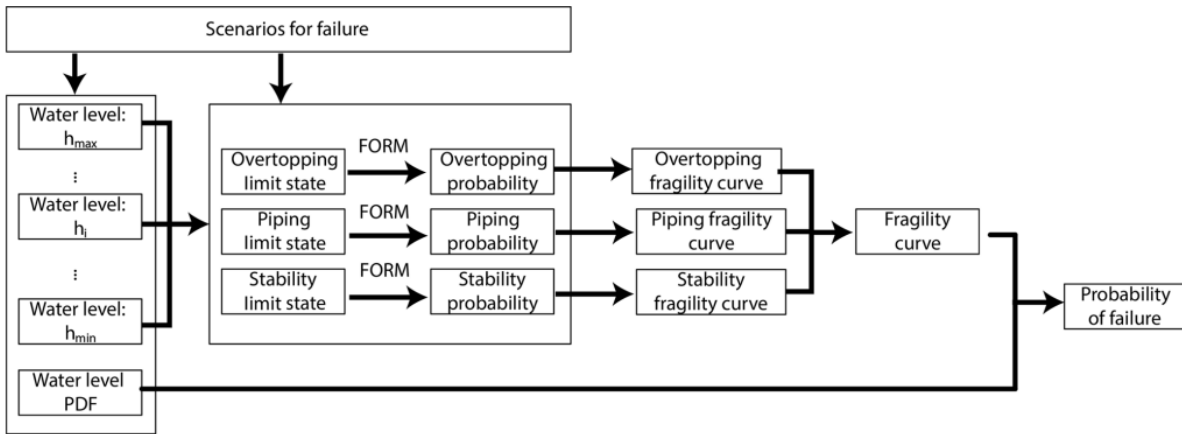 Scenarios for failure
Water level:
hmax
...
Water level:
hi
...
Water level:
hmin
Water level
PDF
Overtopping
limit state
FORM
Overtopping
probability
Overtopping
fragility curve
Piping
limit state
FORM
Piping
probability
Piping fragility
curve
Stability
limit state
FORM
Stability
probability
Stability
fragility curve
Fragility
curve
Probability
of failure